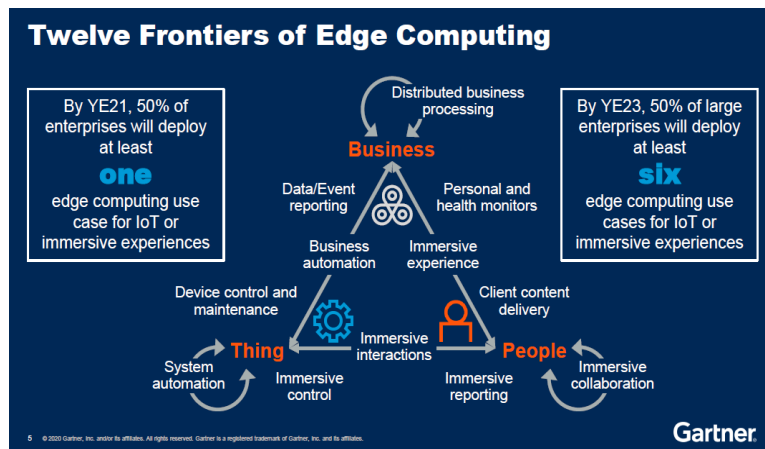 Twelve Frontiers of Edge Computing
By YE21, 50% of
enterprises will deploy
at least
one
edge computing use
case for IoT or
immersive experiences
Distributed business
processing
Business
By YE23, 50% of large
enterprises will deploy
at least
six
edge computing use
cases for IoT or
immersive experiences
Data/Event
reporting
Personal and
health monitors
Business
automation
Immersive
experience
Device control and
maintenance
Client content
delivery
Thing
Immersive
interactions
People
System
automation
Immersive
control
Immersive
reporting
Immersive
collaboration
5 © 2020 Gartner, Inc. and/or its affiliates. All rights reserved. Gartner is a registered trademark of Gartner, Inc. and its affiliates.
Gartner.